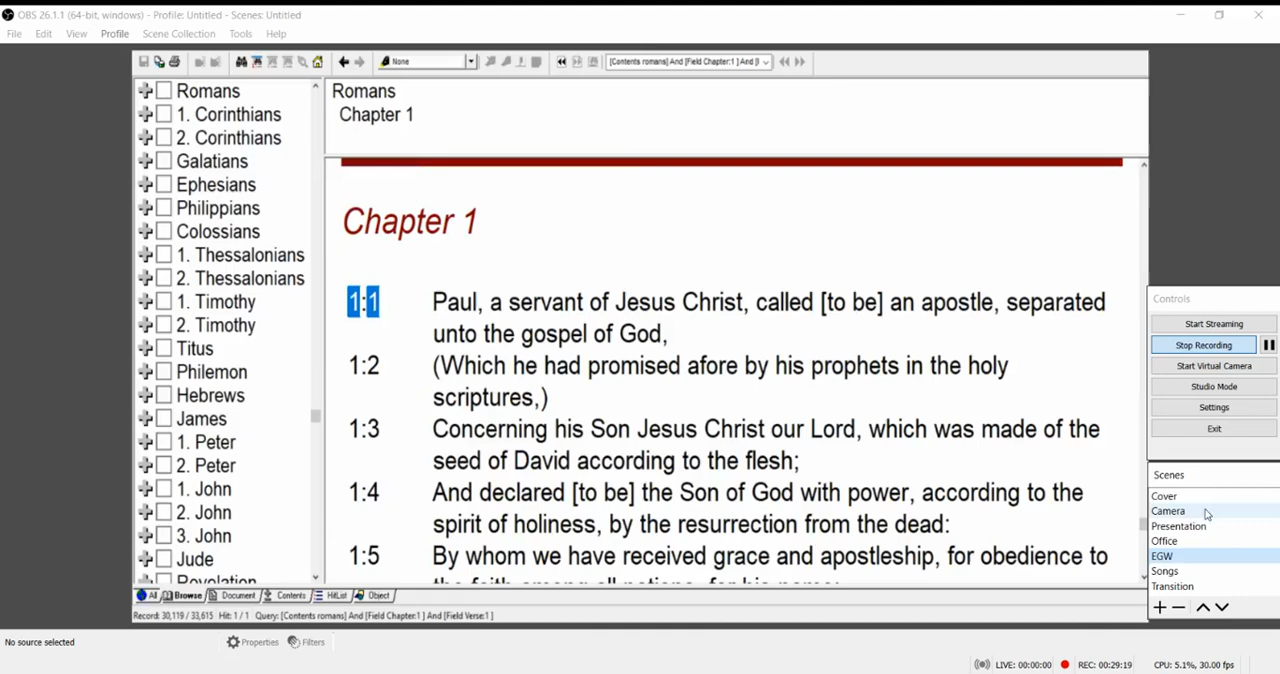 OBS 26.1.1 (64-bit, windows) - Profile: Untitled - Scenes: Untitled
File Edit View Profile Scene Collection Tools Help
None
[Contents romans] And [Field Chapter:1 ] And [F
Romans
1. Corinthians
2. Corinthians
Galatians
Ephesians
Philippians
Colossians
1. Thessalonians
2. Thessalonians
1. Timothy
2. Timothy
Titus
Philemon
Hebrews
James
1. Peter
2. Peter
1. John
2. John
3. John
Jude
Revelation
Romans
Chapter 1
Chapter 1
1:1 Paul, a servant of Jesus Christ, called [to be] an apostle, separated
unto the gospel of God,
1:2 (Which he had promised afore by his prophets in the holy
scriptures,)
1:3 Concerning his Son Jesus Christ our Lord, which was made of the
seed of David according to the flesh;
1:4 And declared [to be] the Son of God with power, according to the
spirit of holiness, by the resurrection from the dead:
1:5 By whom we have received grace and apostleship, for obedience to
the faith among all nations, for his name:
All Browse Document Contents HitList Object
Record: 30,119 / 33,615 Hit: 1 / 1 Query: [Contents romans] And [Field Chapter:1 ] And [Field Verse:1 ]
Controls
Start Streaming
Stop Recording
Start Virtual Camera
Studio Mode
Settings
Exit
Scenes
Cover
Camera
Presentation
Office
EGW
Songs
Transition
No source selected Properties Filters
LIVE: 00:00:00 REC: 00:29:19 CPU: 5.1%, 30.00 fps